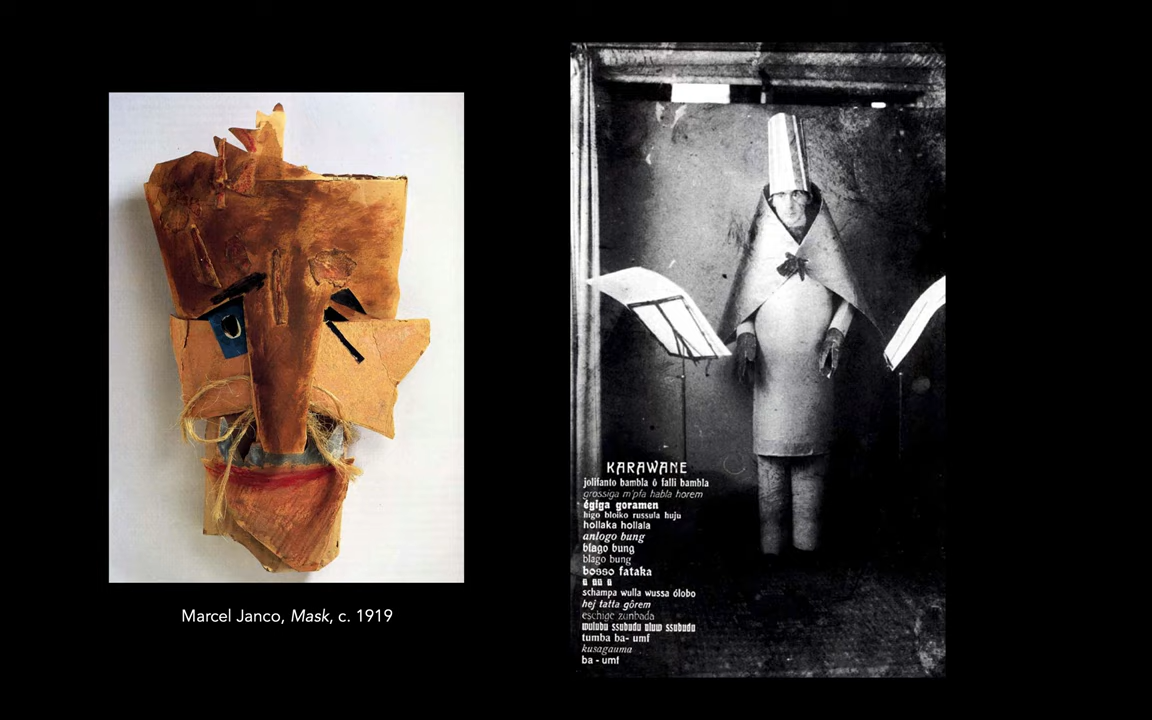 Marcel Janco, Mask, c. 1919
KARAWANE
jolifanto bambla ô falli bambla
grossiga m'pfa habla horem
égiga goramen
higo bloiko russula huju
hollaka hollala
anlogo bung
blago bung
blago bung
bosso fataka
ü üü ü
schampa wulla wussa ólobo
hej tatta gôrem
eschige zunbada
wulubu ssubudu uluw ssubudu
tumba ba- umf
kusagauma
ba - umf